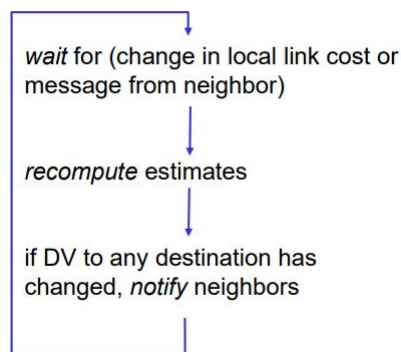 wait for (change in local link cost or
message from neighbor)
recompute estimates
if DV to any destination has
changed, notify neighbors